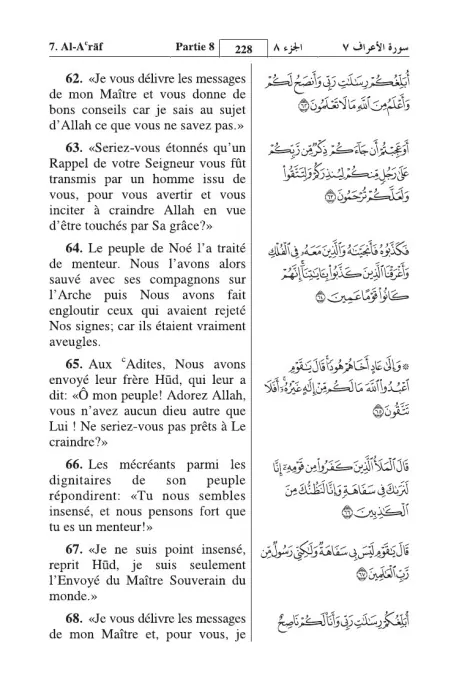 7. Al-Aᶜrāf Partie 8 228 الجزء ٨ سورة الأعراف ٧
62. «Je vous délivre les messages
de mon Maître et vous donne de
bons conseils car je sais au sujet
d’Allah ce que vous ne savez pas.»
63. «Seriez-vous étonnés qu’un
Rappel de votre Seigneur vous fût
transmis par un homme issu de
vous, pour vous avertir et vous
inciter à craindre Allah en vue
d’être touchés par Sa grâce?»
64. Le peuple de Noé l’a traité
de menteur. Nous l’avons alors
sauvé avec ses compagnons sur
l’Arche puis Nous avons fait
engloutir ceux qui avaient rejeté
Nos signes; car ils étaient vraiment
aveugles.
65. Aux ᶜAdites, Nous avons
envoyé leur frère Hūd, qui leur a
dit: «Ô mon peuple! Adorez Allah,
vous n’avez aucun dieu autre que
Lui ! Ne seriez-vous pas prêts à Le
craindre?»
66. Les mécréants parmi les
dignitaires de son peuple
répondirent: «Tu nous sembles
insensé, et nous pensons fort que
tu es un menteur!»
67. «Je ne suis point insensé,
reprit Hūd, je suis seulement
l’Envoyé du Maître Souverain du
monde.»
68. «Je vous délivre les messages
de mon Maître et, pour vous, je
أُبَلِّغُكُمْ رِسَٰلَٰتِ رَبِّى وَأَنصَحُ لَكُمْ
وَأَعْلَمُ مِنَ ٱللَّهِ مَا لَا تَعْلَمُونَ ٦٢
أَوَعَجِبْتُمْ أَن جَآءَكُمْ ذِكْرٌ مِّن رَّبِّكُمْ
عَلَىٰ رَجُلٍ مِّنكُمْ لِيُنذِرَكُمْ وَلِتَتَّقُوا۟
وَلَعَلَّكُمْ تُرْحَمُونَ ٦٣
فَكَذَّبُوهُ فَأَنجَيْنَٰهُ وَٱلَّذِينَ مَعَهُۥ فِى ٱلْفُلْكِ
وَأَغْرَقْنَا ٱلَّذِينَ كَذَّبُوا۟ بِـَٔايَٰتِنَآ إِنَّهُمْ
كَانُوا۟ قَوْمًا عَمِينَ ٦٤
۞ وَإِلَىٰ عَادٍ أَخَاهُمْ هُودًا قَالَ يَٰقَوْمِ
ٱعْبُدُوا۟ ٱللَّهَ مَا لَكُم مِّنْ إِلَٰهٍ غَيْرُهُۥٓ أَفَلَا
تَتَّقُونَ ٦٥
قَالَ ٱلْمَلَأُ ٱلَّذِينَ كَفَرُوا۟ مِن قَوْمِهِۦٓ إِنَّا
لَنَرَىٰكَ فِى سَفَاهَةٍ وَإِنَّا لَنَظُنُّكَ مِنَ
ٱلْكَٰذِبِينَ ٦٦
قَالَ يَٰقَوْمِ لَيْسَ بِى سَفَاهَةٌ وَلَٰكِنِّى رَسُولٌ مِّن
رَّبِّ ٱلْعَٰلَمِينَ ٦٧
أُبَلِّغُكُمْ رِسَٰلَٰتِ رَبِّى وَأَنَا۠ لَكُمْ نَاصِحٌ